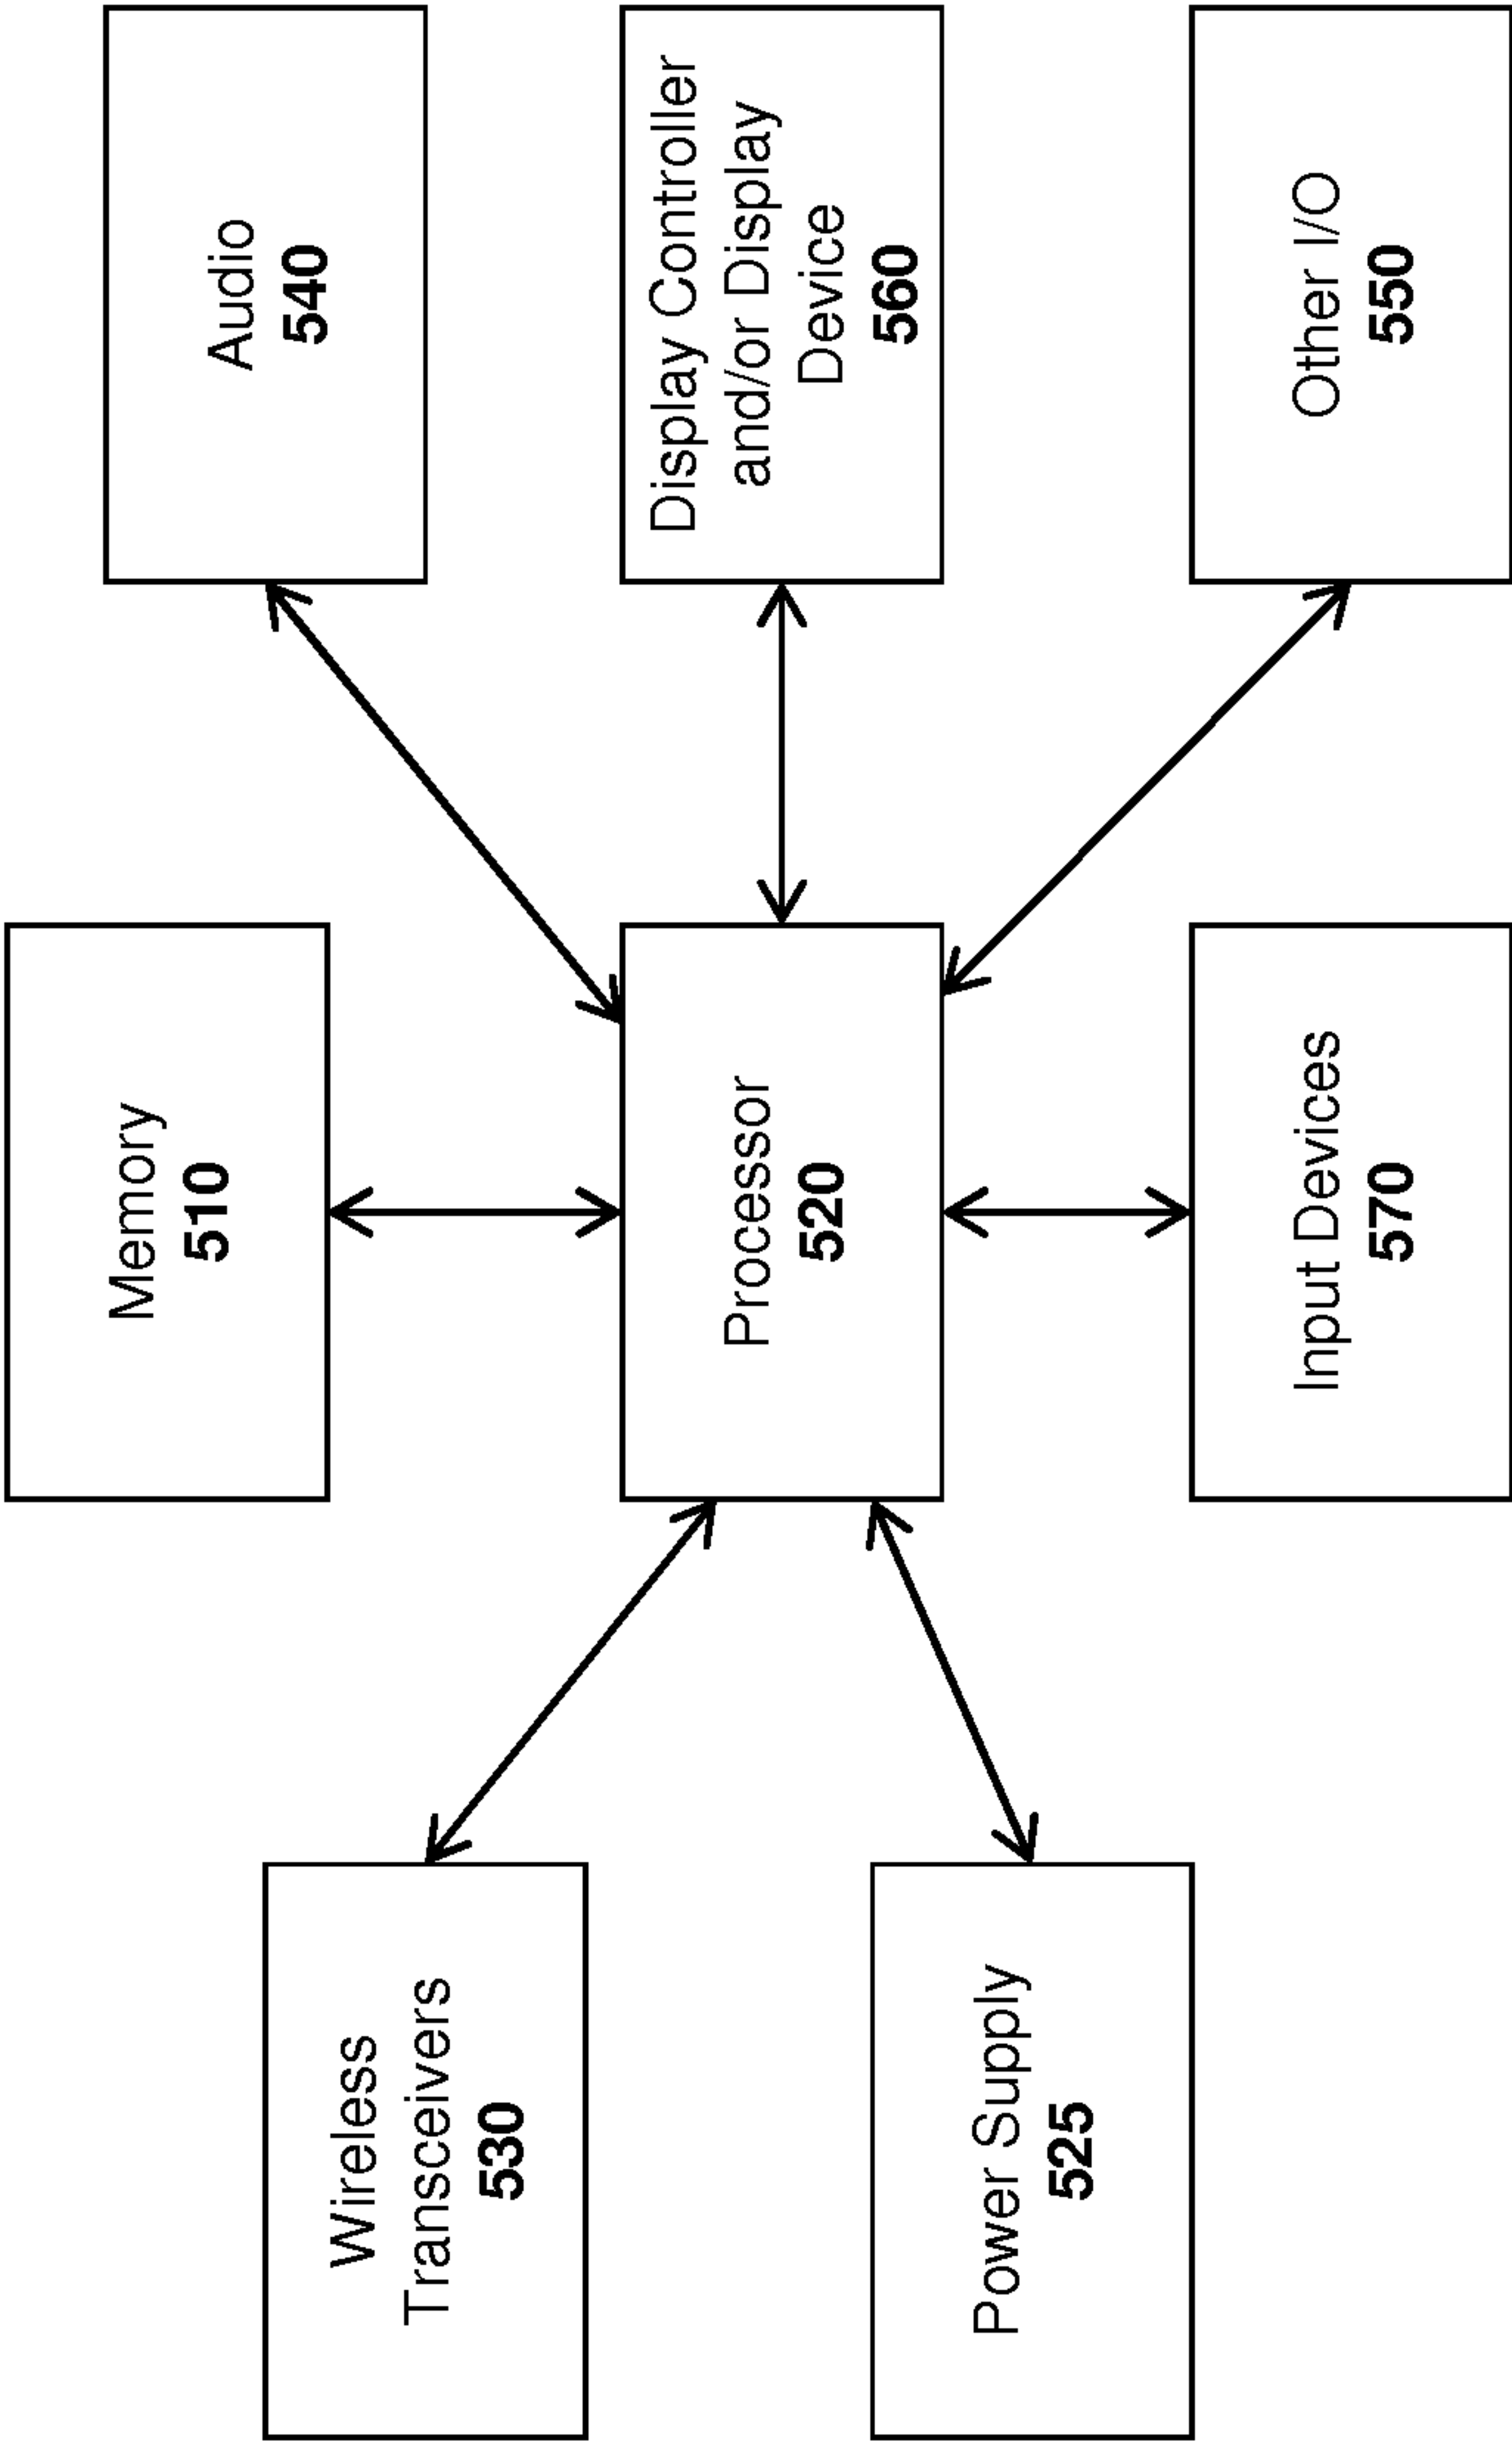 Memory
510
Wireless
Transceivers
530
Audio
540
Processor
520
Display Controller
and/or Display
Device
560
Power Supply
525
Input Devices
570
Other I/O
550